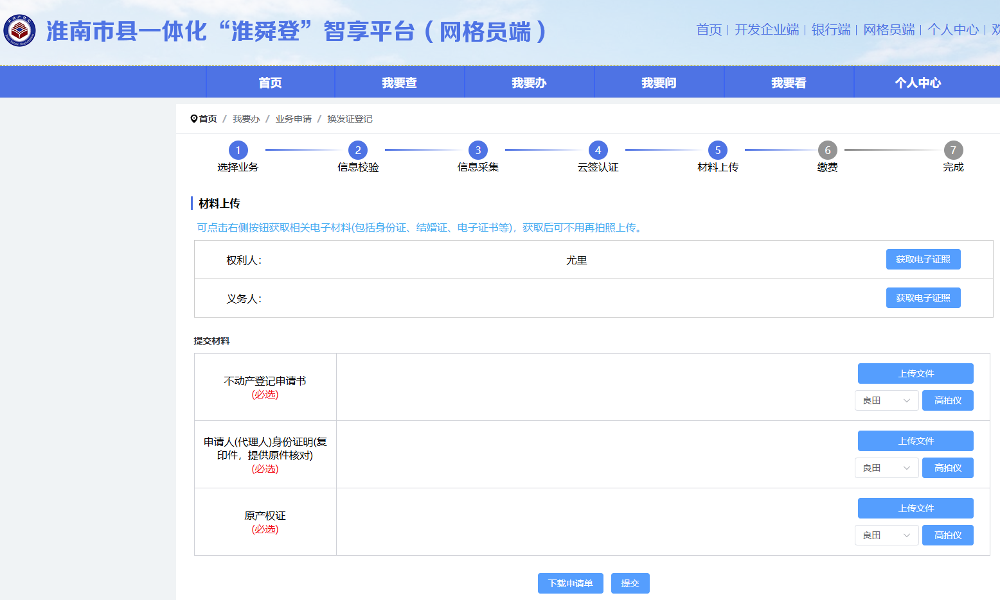 淮南市县一体化“淮舜登”智享平台（网格员端）
首页 | 开发企业端 | 银行端 | 网格员端 | 个人中心 |
首页 我要查 我要办 我要问 我要看 个人中心
首页 / 我要办 / 业务申请 / 换发证登记
1 2 3 4 5 6 7
选择业务 信息校验 信息采集 云签认证 材料上传 缴费 完成
材料上传
可点击右侧按钮获取相关电子材料(包括身份证、结婚证、电子证书等)，获取后可不用再拍照上传。
权利人： 尤里 获取电子证照
义务人： 获取电子证照
提交材料
不动产登记申请书
(必选)
上传文件
良田 高拍仪
申请人(代理人)身份证明(复
印件，提供原件核对)
(必选)
上传文件
良田 高拍仪
原产权证
(必选)
上传文件
良田 高拍仪
下载申请单 提交